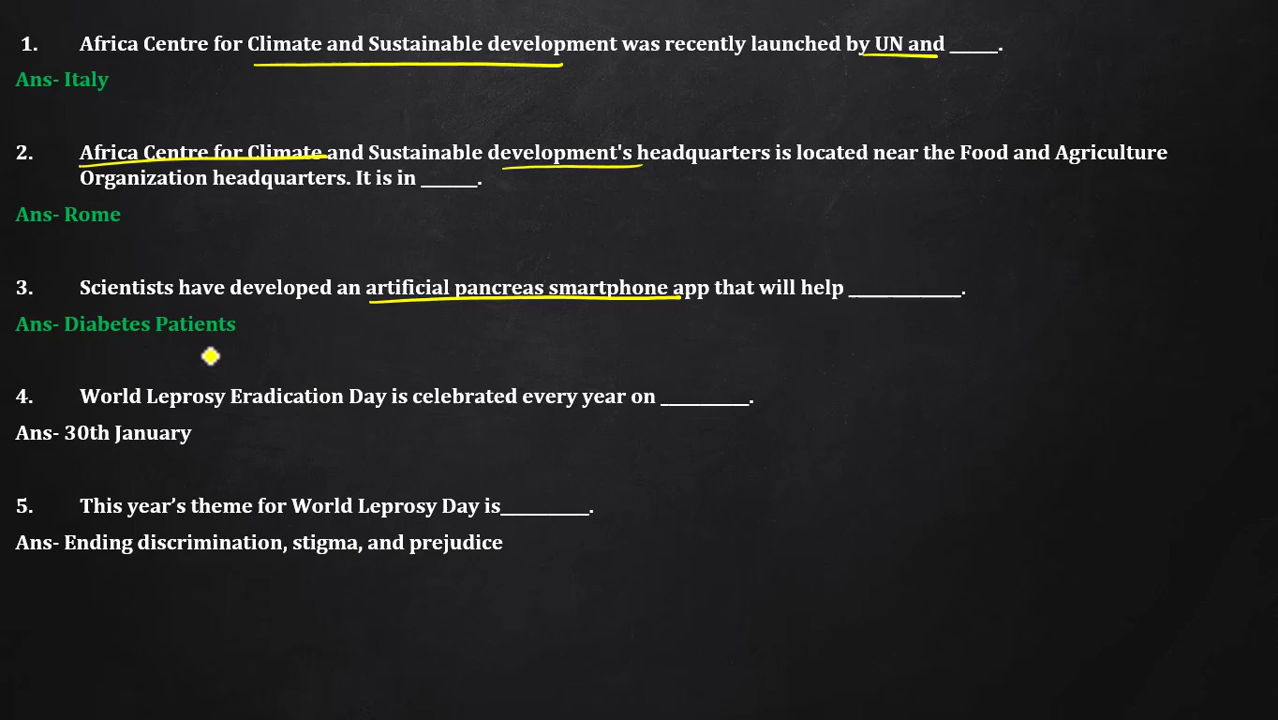 1. Africa Centre for Climate and Sustainable development was recently launched by UN and _____.
Ans- Italy
2. Africa Centre for Climate and Sustainable development's headquarters is located near the Food and Agriculture
Organization headquarters. It is in ______.
Ans- Rome
3. Scientists have developed an artificial pancreas smartphone app that will help ____________.
Ans- Diabetes Patients
4. World Leprosy Eradication Day is celebrated every year on _________.
Ans- 30th January
5. This year’s theme for World Leprosy Day is_________.
Ans- Ending discrimination, stigma, and prejudice